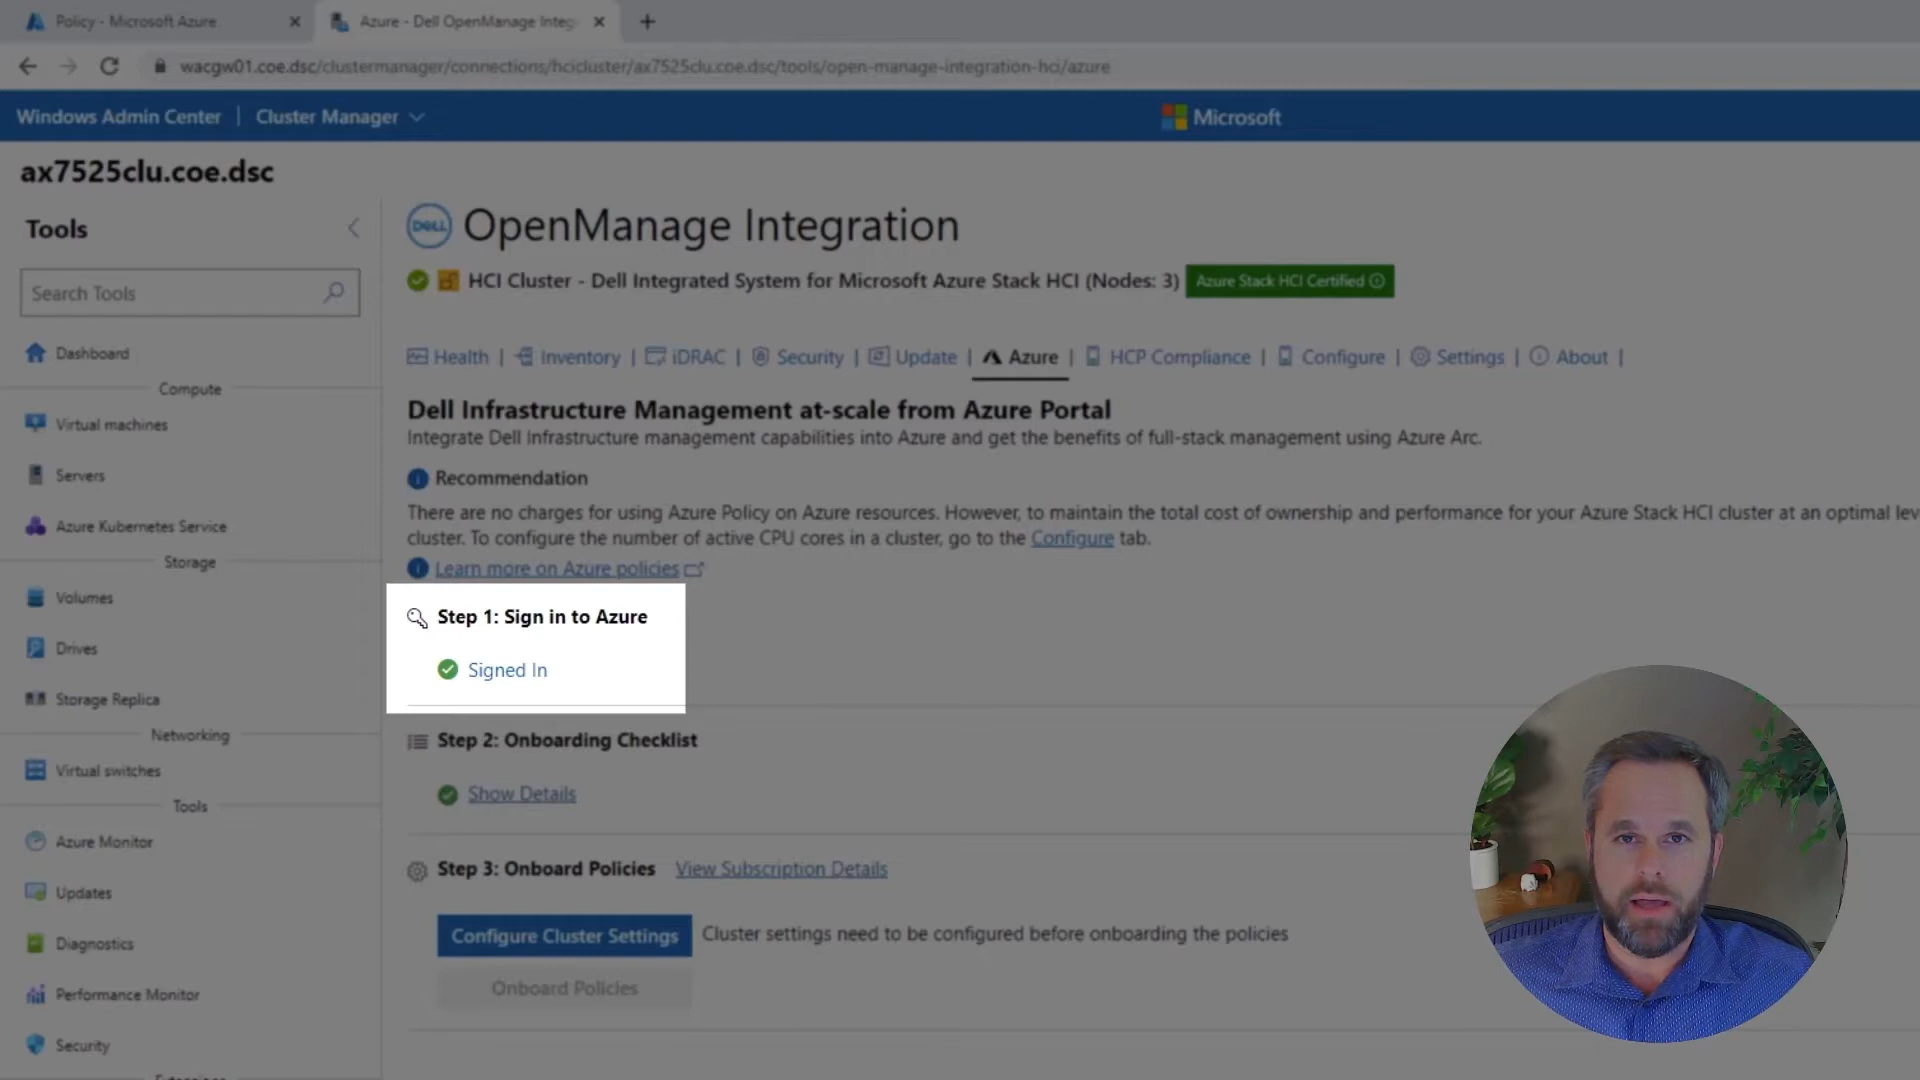 Policy - Microsoft Azure
Azure - Dell OpenManage Integ
wacgw01.coe.dsc/clustermanager/connections/hcicluster/ax7525clu.coe.dsc/tools/open-manage-integration-hci/azure
Windows Admin Center | Cluster Manager
Microsoft
ax7525clu.coe.dsc
Tools
Search Tools
Dashboard
Compute
Virtual machines
Servers
Azure Kubernetes Service
Storage
Volumes
Drives
Storage Replica
Networking
Virtual switches
Tools
Azure Monitor
Updates
Diagnostics
Performance Monitor
Security
Extensions
DELL OpenManage Integration
HCI Cluster - Dell Integrated System for Microsoft Azure Stack HCI (Nodes: 3) Azure Stack HCI Certified
Health | Inventory | iDRAC | Security | Update | Azure | HCP Compliance | Configure | Settings | About |
Dell Infrastructure Management at-scale from Azure Portal
Integrate Dell Infrastructure management capabilities into Azure and get the benefits of full-stack management using Azure Arc.
Recommendation
There are no charges for using Azure Policy on Azure resources. However, to maintain the total cost of ownership and performance for your Azure Stack HCI cluster at an optimal lev
cluster. To configure the number of active CPU cores in a cluster, go to the Configure tab.
Learn more on Azure policies
Step 1: Sign in to Azure
Signed In
Step 2: Onboarding Checklist
Show Details
Step 3: Onboard Policies View Subscription Details
Configure Cluster Settings Cluster settings need to be configured before onboarding the policies
Onboard Policies